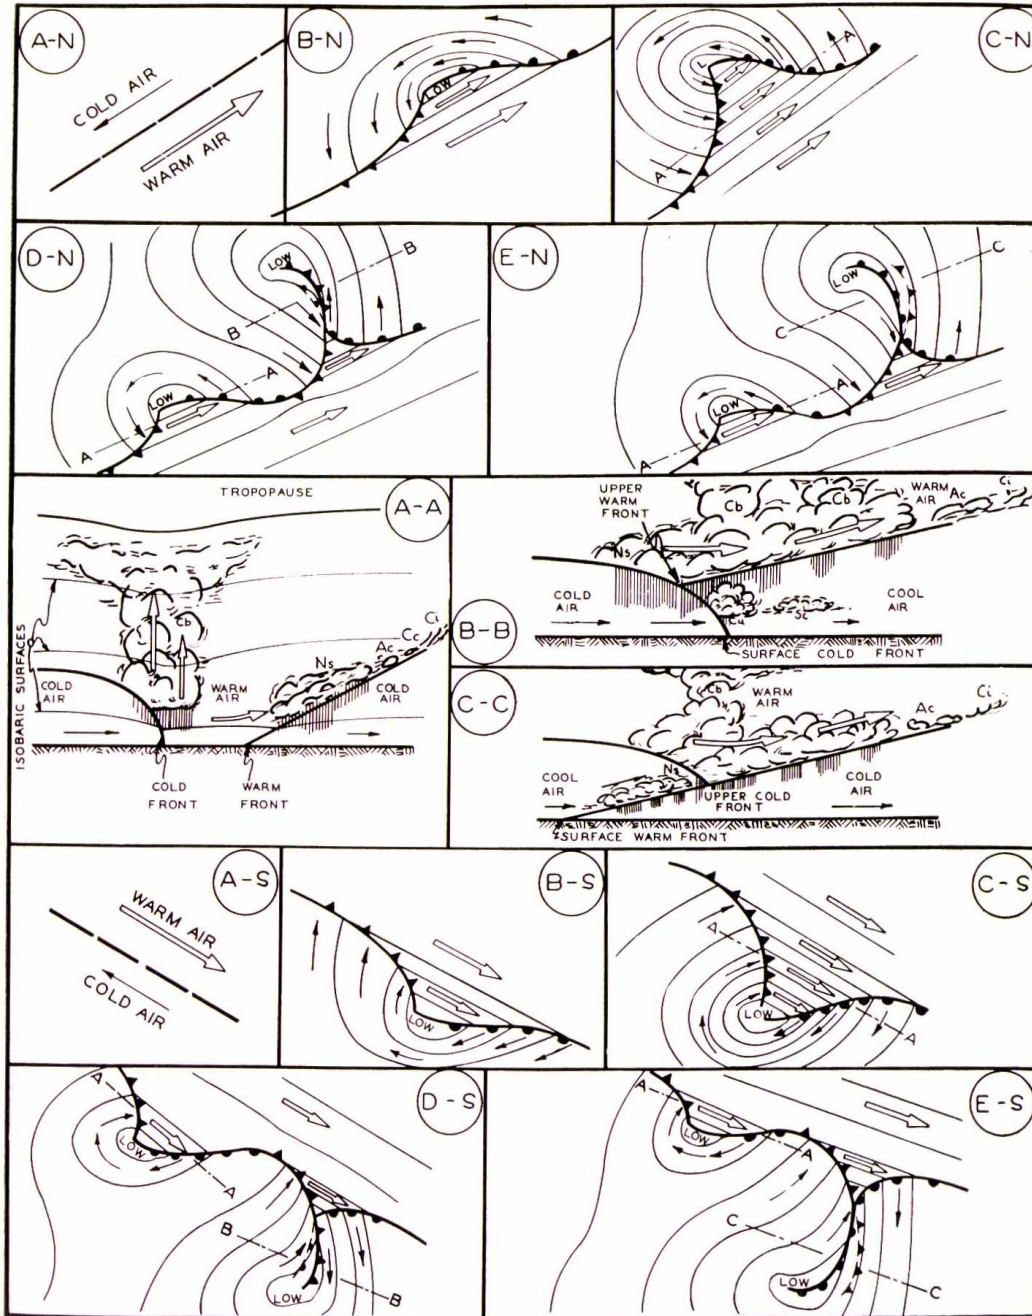 A-N
COLD AIR
WARM AIR
B-N
LOW
C-N
L
A
A
D-N
LOW
B
B
A
LOW
A
E-N
LOW
C
C
A
LOW
A
TROPOPAUSE
A-A
ISOBARIC SURFACES
Cb
Ci
Cc
Ac
Ns
COLD
AIR
WARM
AIR
COLD
AIR
COLD
FRONT
WARM
FRONT
UPPER
WARM
FRONT
Cb
Cb
WARM
AIR
Ac
Ci
Ns
COLD
AIR
COOL
AIR
Cu
Sc
B-B
SURFACE COLD FRONT
C-C
Cb
WARM
AIR
Ac
Ci
Ns
COOL
AIR
UPPER COLD
FRONT
COLD
AIR
SURFACE WARM FRONT
A-S
WARM AIR
COLD AIR
B-S
LOW
C-S
A
LOW
A
D-S
A
LOW
A
B
LOW
B
E-S
A
LOW
A
C
LOW
C